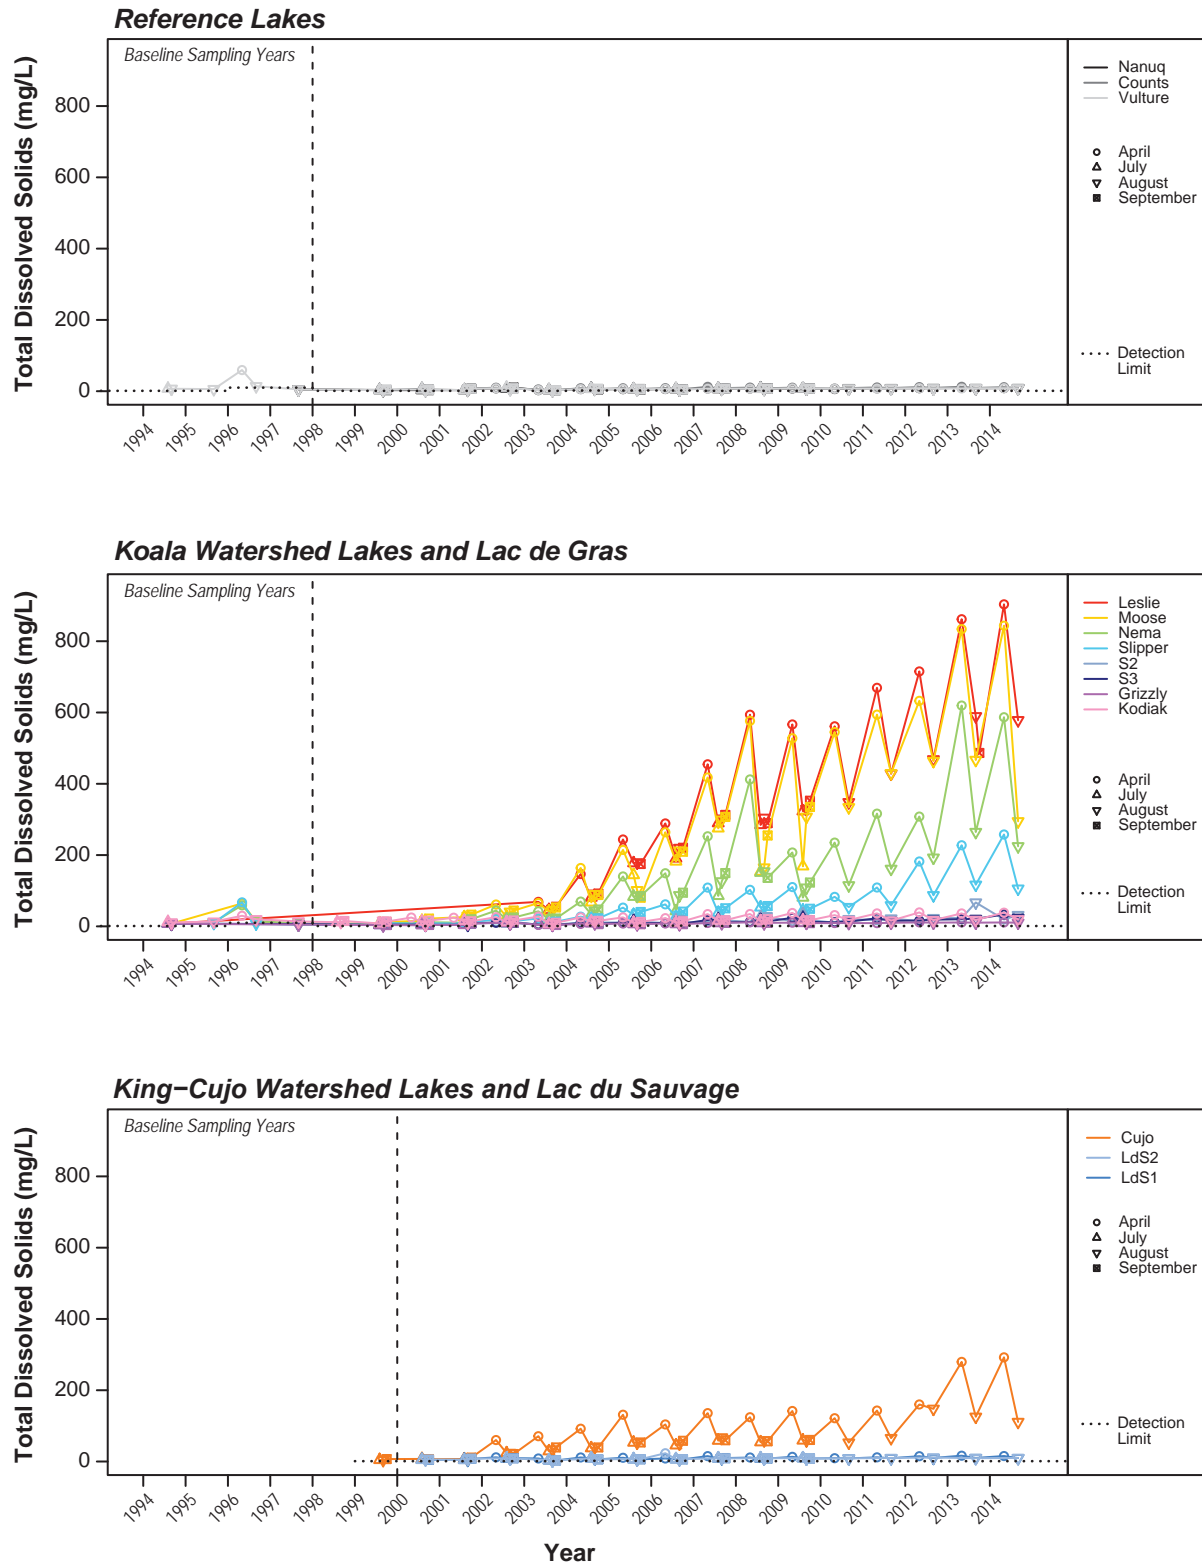 Reference Lakes
Total Dissolved Solids (mg/L)
Baseline Sampling Years
800
600
400
200
0
1994 1995 1996 1997 1998 1999 2000 2001 2002 2003 2004 2005 2006 2007 2008 2009 2010 2011 2012 2013 2014
Nanuq
Counts
Vulture
April
July
August
September
Detection
Limit
Koala Watershed Lakes and Lac de Gras
Total Dissolved Solids (mg/L)
Baseline Sampling Years
800
600
400
200
0
1994 1995 1996 1997 1998 1999 2000 2001 2002 2003 2004 2005 2006 2007 2008 2009 2010 2011 2012 2013 2014
Leslie
Moose
Nema
Slipper
S2
S3
Grizzly
Kodiak
April
July
August
September
Detection
Limit
King−Cujo Watershed Lakes and Lac du Sauvage
Total Dissolved Solids (mg/L)
Baseline Sampling Years
800
600
400
200
0
1994 1995 1996 1997 1998 1999 2000 2001 2002 2003 2004 2005 2006 2007 2008 2009 2010 2011 2012 2013 2014
Cujo
LdS2
LdS1
April
July
August
September
Detection
Limit
Year